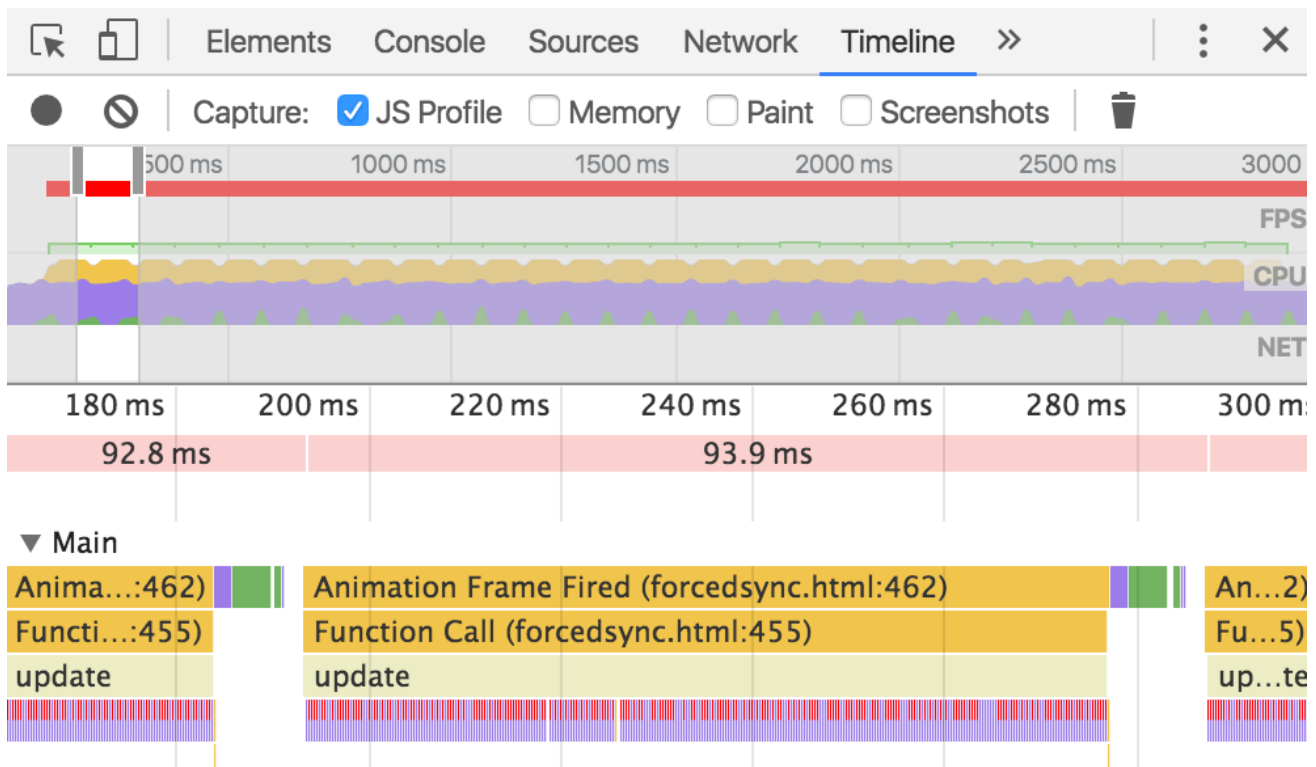 Elements Console Sources Network Timeline »
Capture: JS Profile Memory Paint Screenshots
500 ms 1000 ms 1500 ms 2000 ms 2500 ms 3000
FPS
CPU
NET
180 ms 200 ms 220 ms 240 ms 260 ms 280 ms 300 m
92.8 ms 93.9 ms
▼ Main
Anima…:462) Animation Frame Fired (forcedsync.html:462) An…2)
Functi…:455) Function Call (forcedsync.html:455) Fu…5)
update update up…te